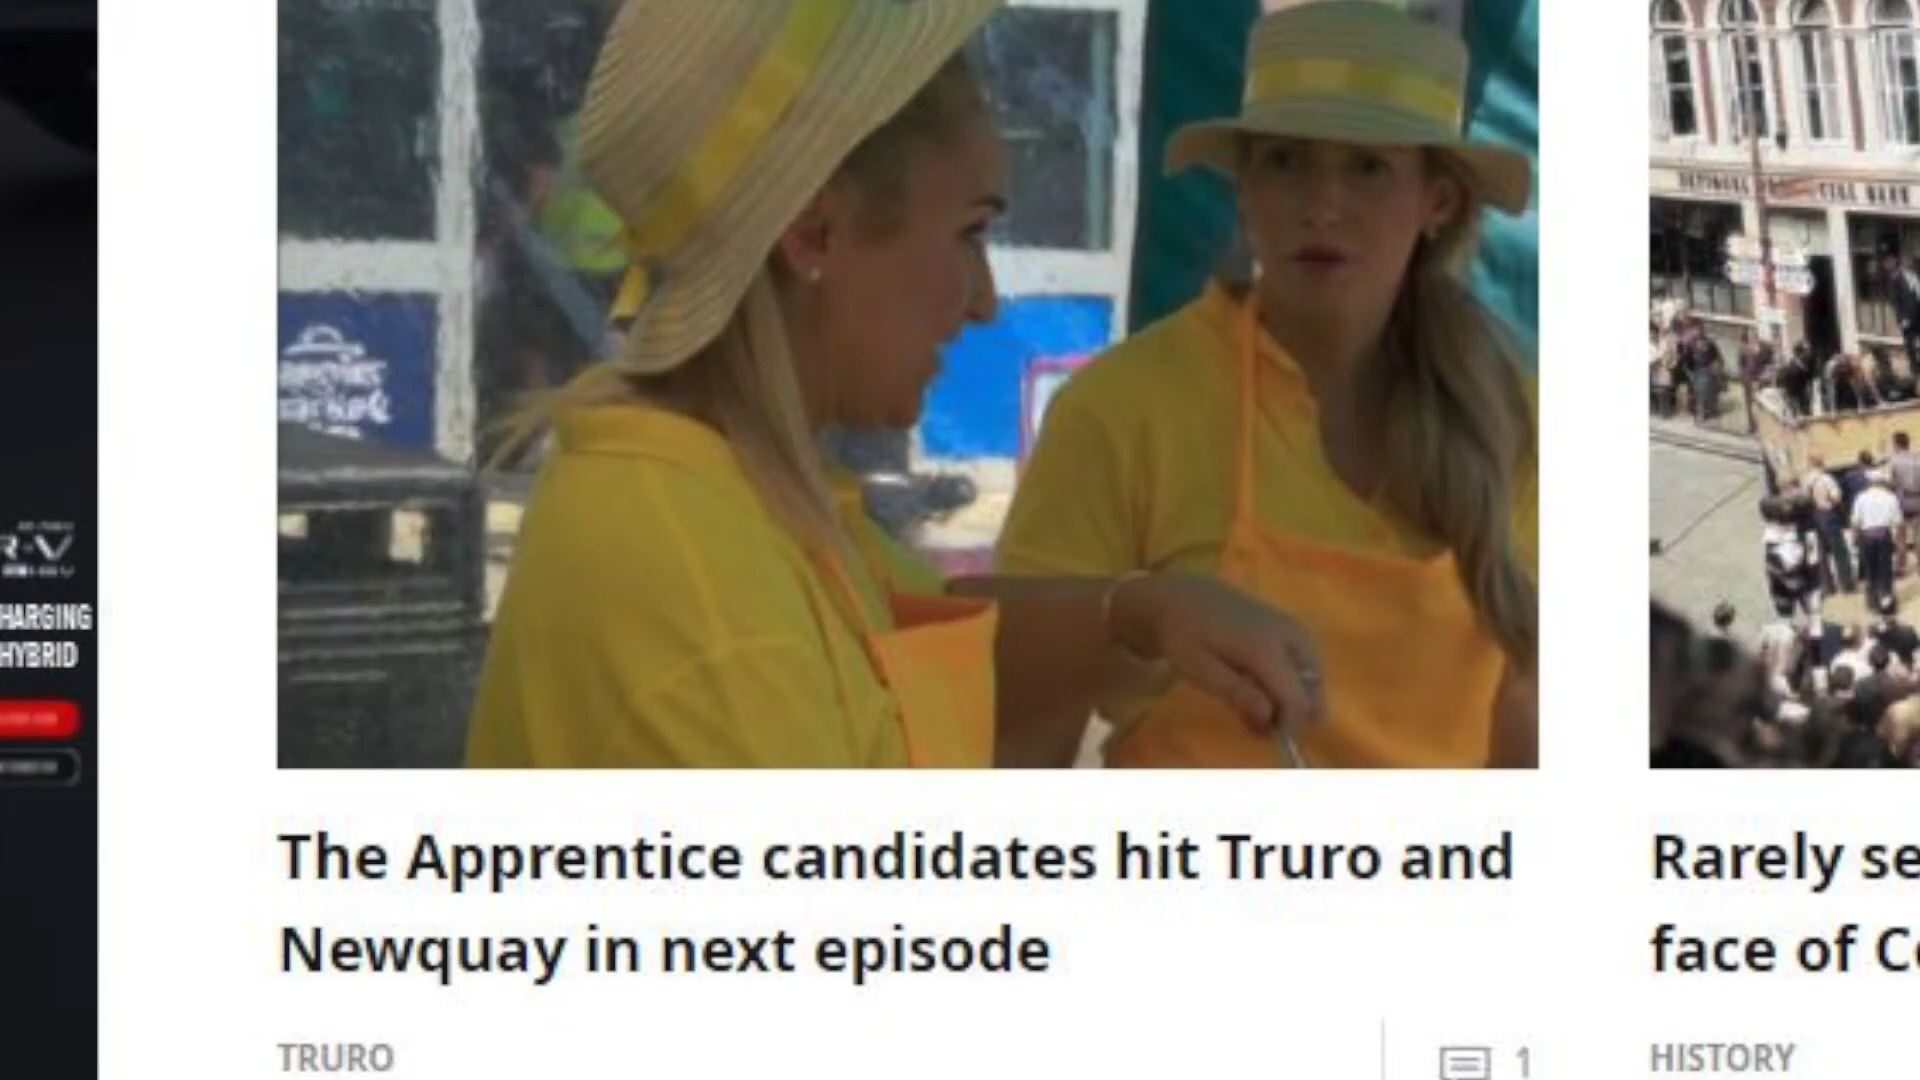 HARGING
HYBRID
The Apprentice candidates hit Truro and
Newquay in next episode
TRURO
1
Rarely se
face of C
HISTORY